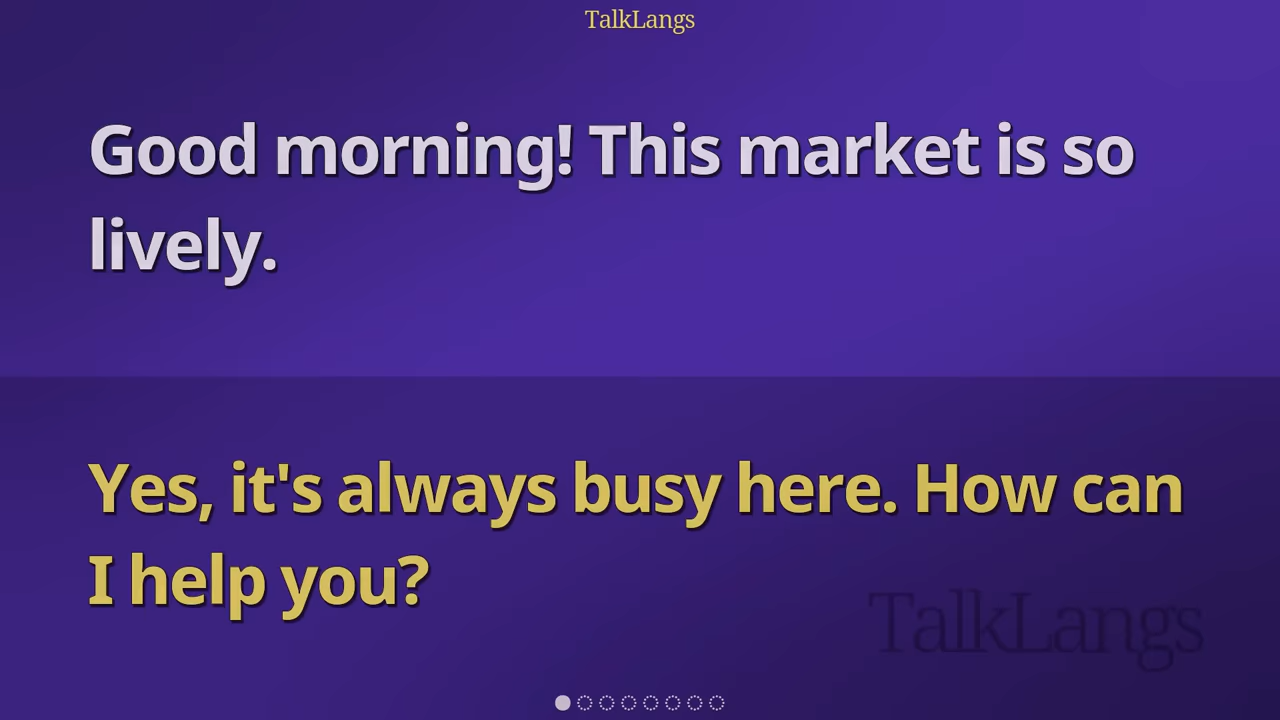 TalkLangs
Good morning! This market is so
lively.
Yes, it's always busy here. How can
I help you?
TalkLangs